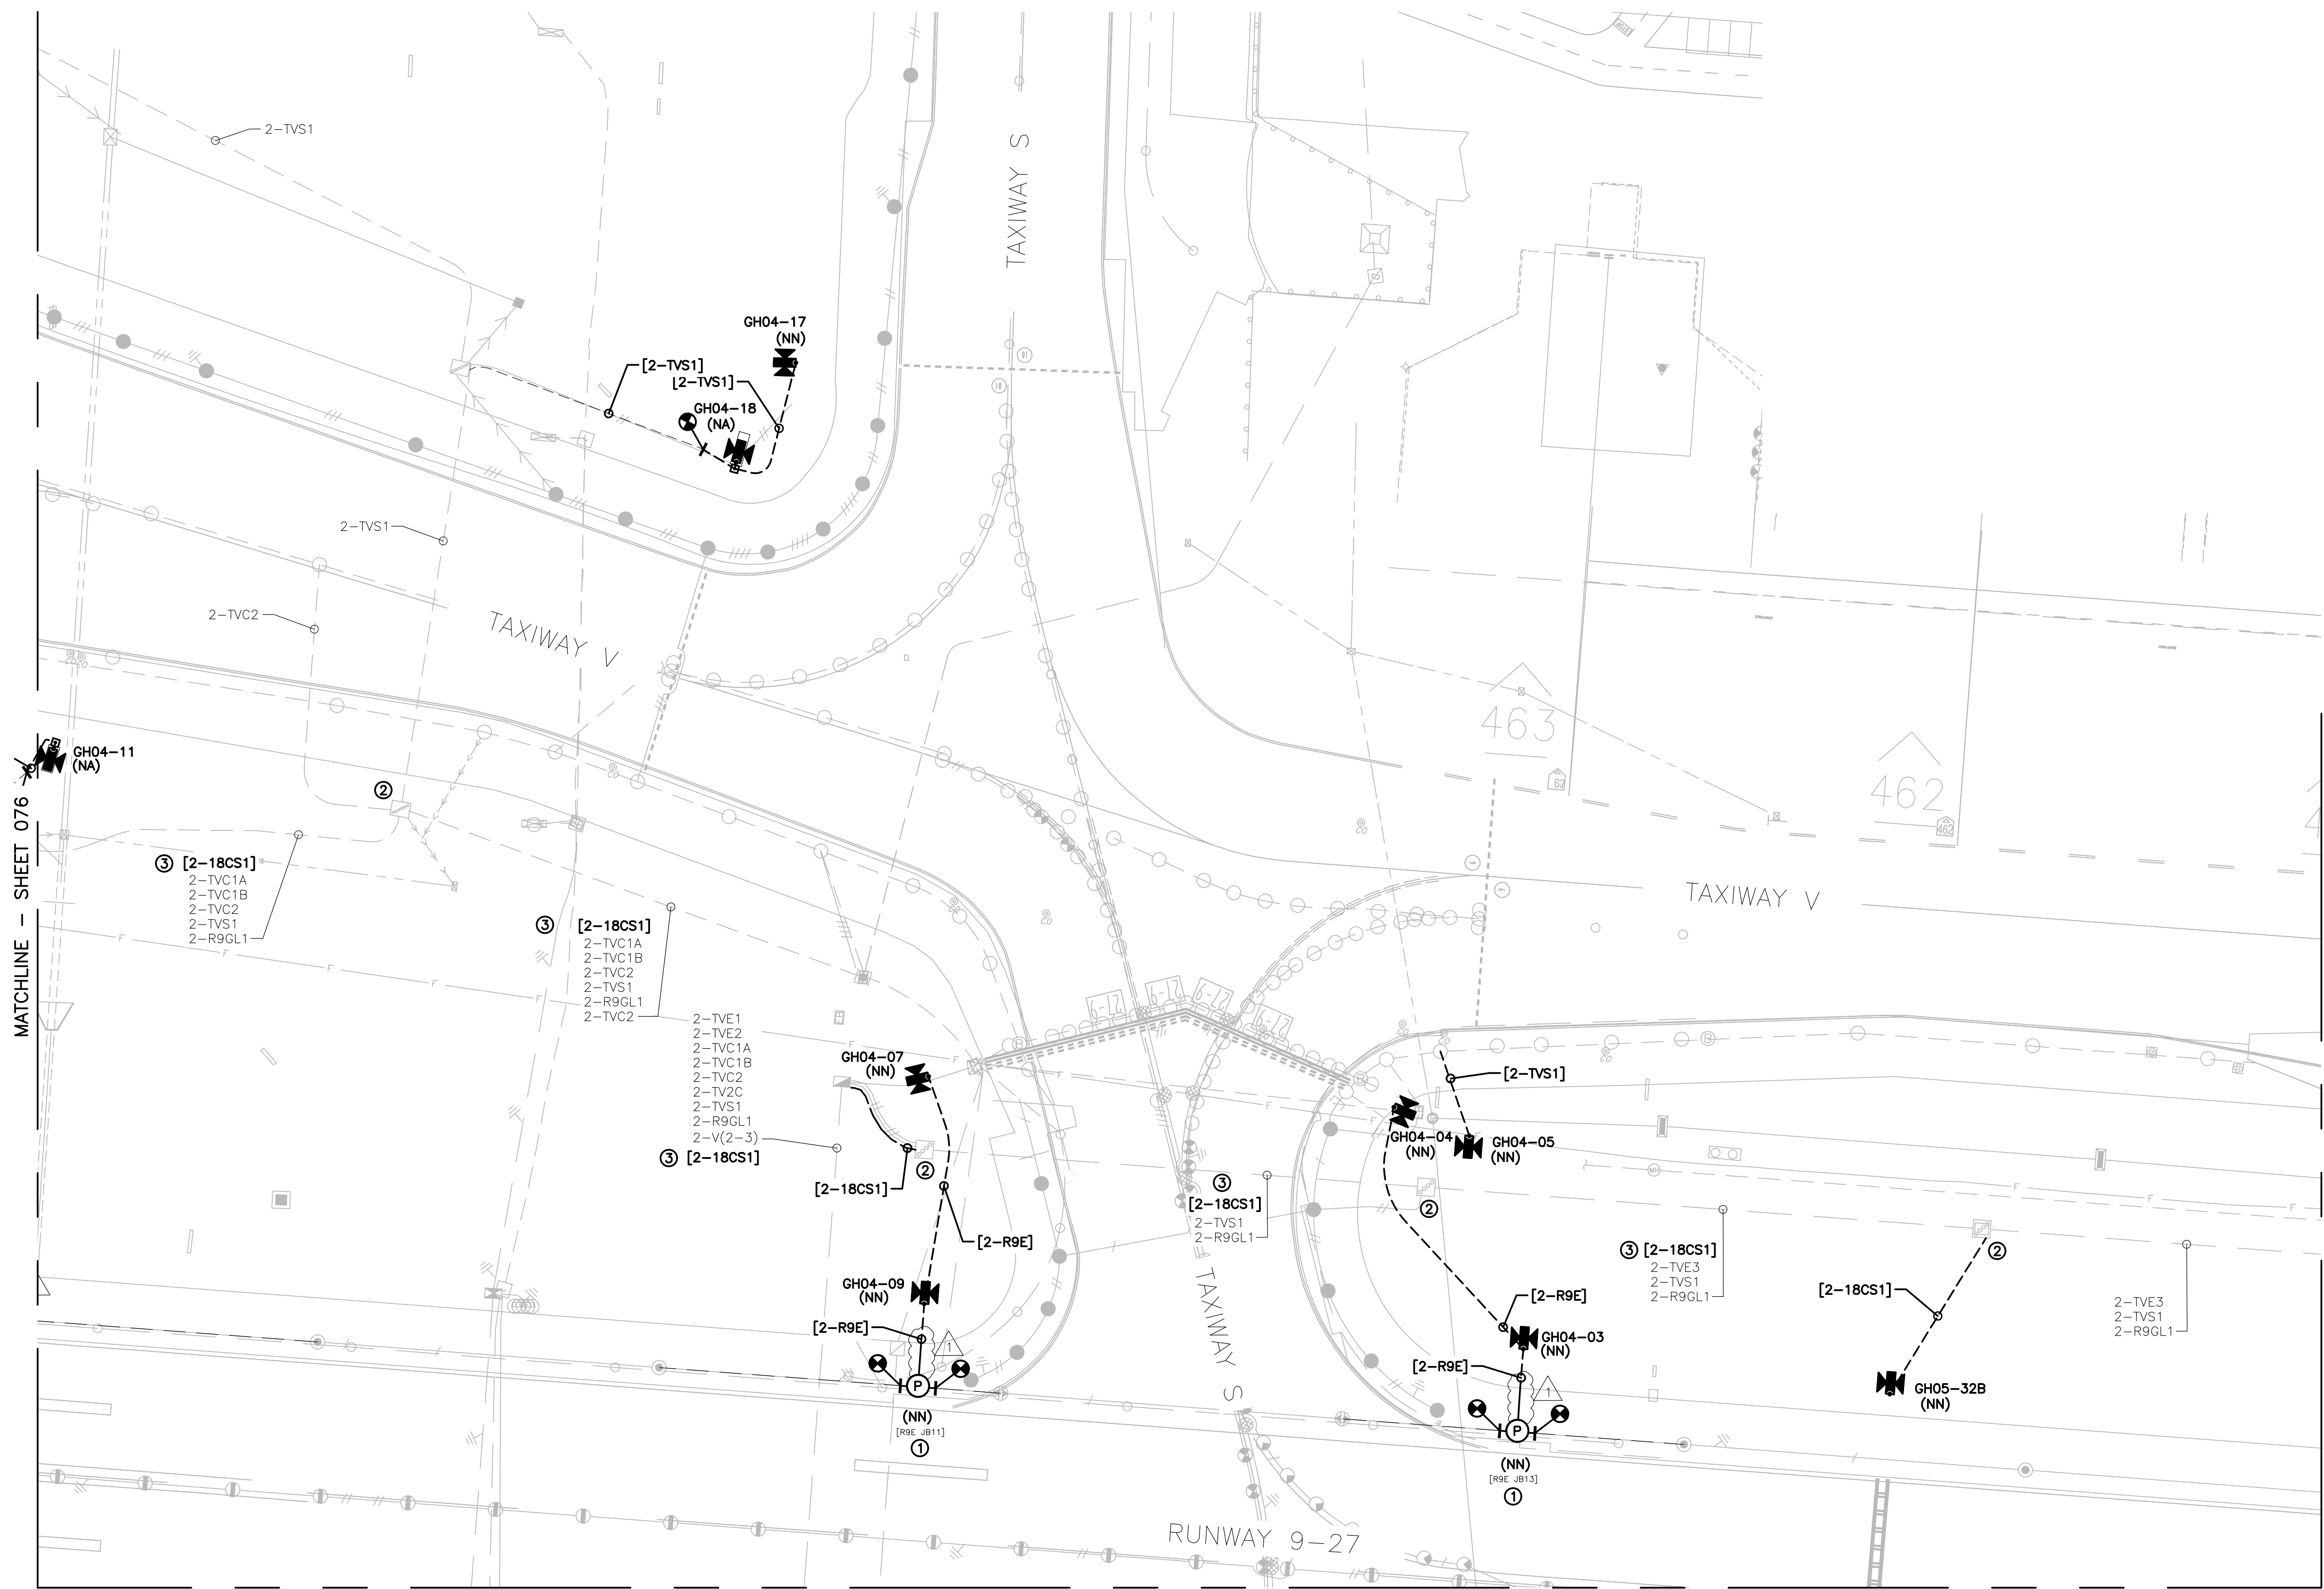 2-TVS1
TAXIWAY S
GH04-17
(NN)
[2-TVS1]
[2-TVS1]
GH04-18
(NA)
2-TVS1
2-TVC2
TAXIWAY V
463
63
462
462
GH04-11
(NA)
MATCHLINE - SHEET 076
2
3 [2-18CS1]
2-TVC1A
2-TVC1B
2-TVC2
2-TVS1
2-R9GL1
3 [2-18CS1]
2-TVC1A
2-TVC1B
2-TVC2
2-TVS1
2-R9GL1
2-TVC2
TAXIWAY V
2-TVE1
2-TVE2
2-TVC1A
2-TVC1B
2-TVC2
2-TV2C
2-TVS1
2-R9GL1
2-V(2-3)
3 [2-18CS1]
GH04-07
(NN)
[2-18CS1]
2
[2-R9E]
GH04-09
(NN)
[2-R9E]
1
P
(NN)
[R9E JB11]
1
[2-TVS1]
GH04-04
(NN)
GH04-05
(NN)
MH
3
[2-18CS1]
2-TVS1
2-R9GL1
2
TAXIWAY S
3 [2-18CS1]
2-TVE3
2-TVS1
2-R9GL1
2
[2-R9E]
GH04-03
(NN)
[2-R9E]
1
P
(NN)
[R9E JB13]
1
[2-18CS1]
GH05-32B
(NN)
2-TVE3
2-TVS1
2-R9GL1
RUNWAY 9-27
F
F
F
F
F
F
F
F
F
F
F
F
F